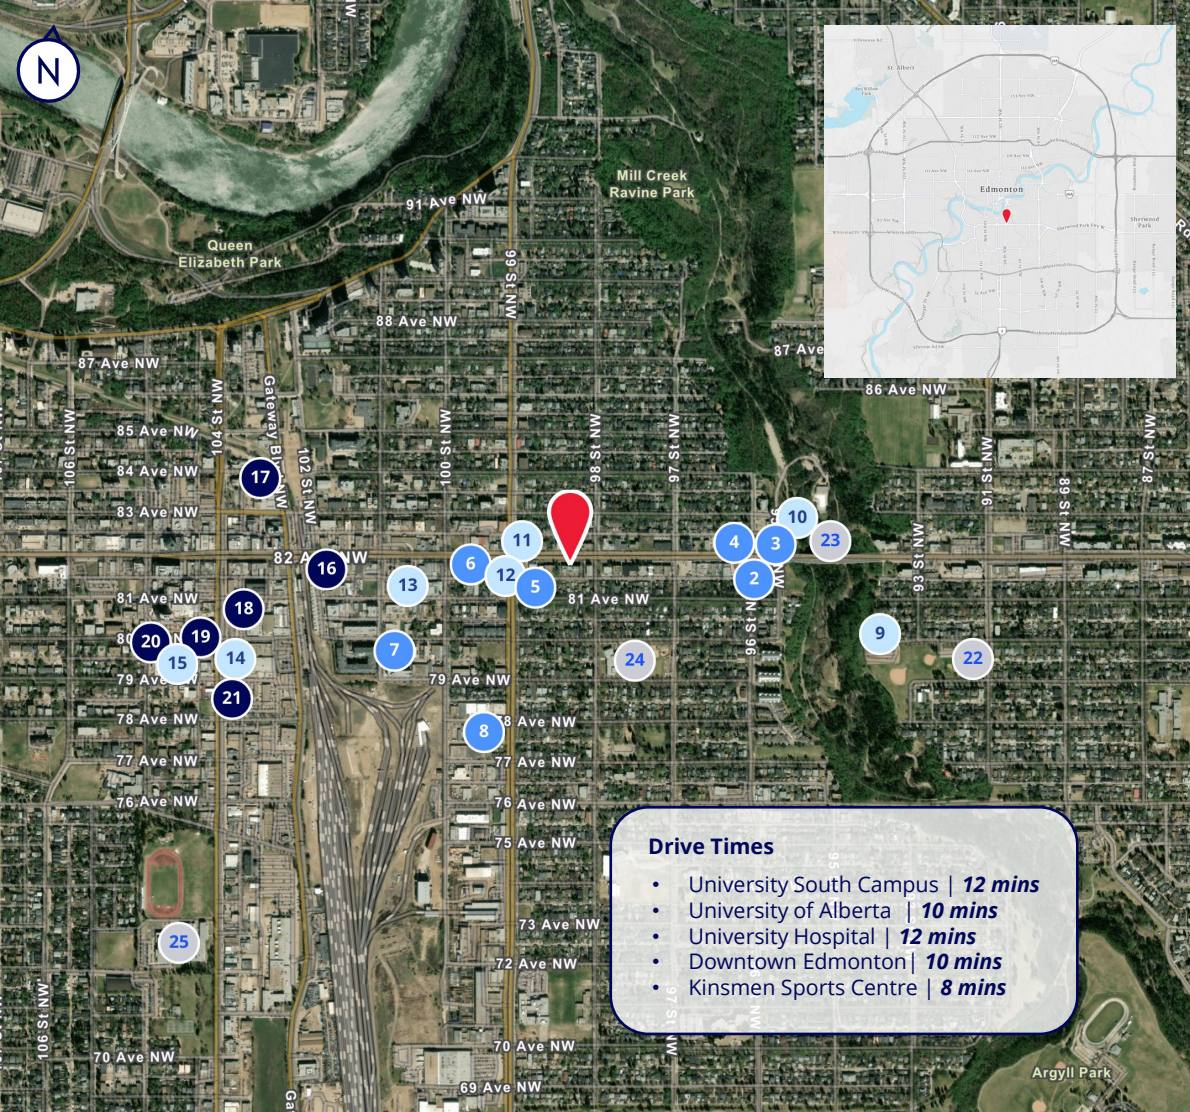 N
Mill Creek
Ravine Park
91 Ave NW
Queen
Elizabeth Park
99 St NW
88 Ave NW
87 Ave NW
87 Ave
86 Ave NW
St. Albert
Edmonton
Sherwood
Park
Gateway Bl
104 St NW
106 St NW
85 Ave NW
100 St NW
98 St NW
97 St NW
91 St NW
87 St NW
84 Ave NW
102 St NW
17
89 St NW
83 Ave NW
10
11
4
3
23
82 A
NW
93 St NW
16
6
12
5
2
13
81 Ave NW
81 Ave NW
18
96 St N
9
20
19
80
15
14
7
24
22
79 Ave NW
79 Ave NW
21
78 Ave NW
78 Ave NW
8
77 Ave NW
77 Ave NW
76 Ave NW
76 Ave NW
75 Ave NW
Drive Times
• University South Campus | 12 mins
• University of Alberta | 10 mins
• University Hospital | 12 mins
• Downtown Edmonton| 10 mins
• Kinsmen Sports Centre | 8 mins
73 Ave NW
25
72 Ave NW
106 St NW
97 St NW
70 Ave NW
70 Ave NW
69 Ave NW
Argyll Park
Ga